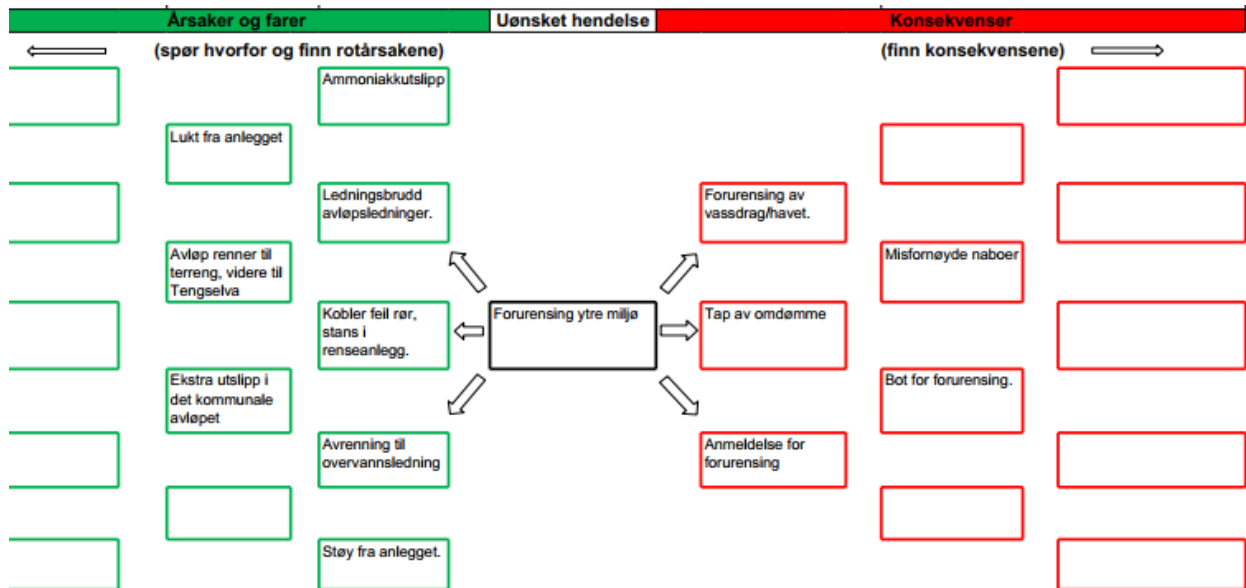 Årsaker og farer
Uønsket hendelse
Konsekvenser
(spør hvorfor og finn rotårsakene)
(finn konsekvensene)
Ammoniakkutslipp
Lukt fra anlegget
Ledningsbrudd
avløpsledninger.
Forurensing av
vassdrag/havet.
Avløp renner til
terreng, videre til
Tengselva
Misfornøyde naboer
Kobler feil rør,
stans i
renseanlegg.
Forurensing ytre miljø
Tap av omdømme
Ekstra utslipp i
det kommunale
avløpet
Bot for forurensing.
Avrenning til
overvannsledning
Anmeldelse for
forurensing
Støy fra anlegget.